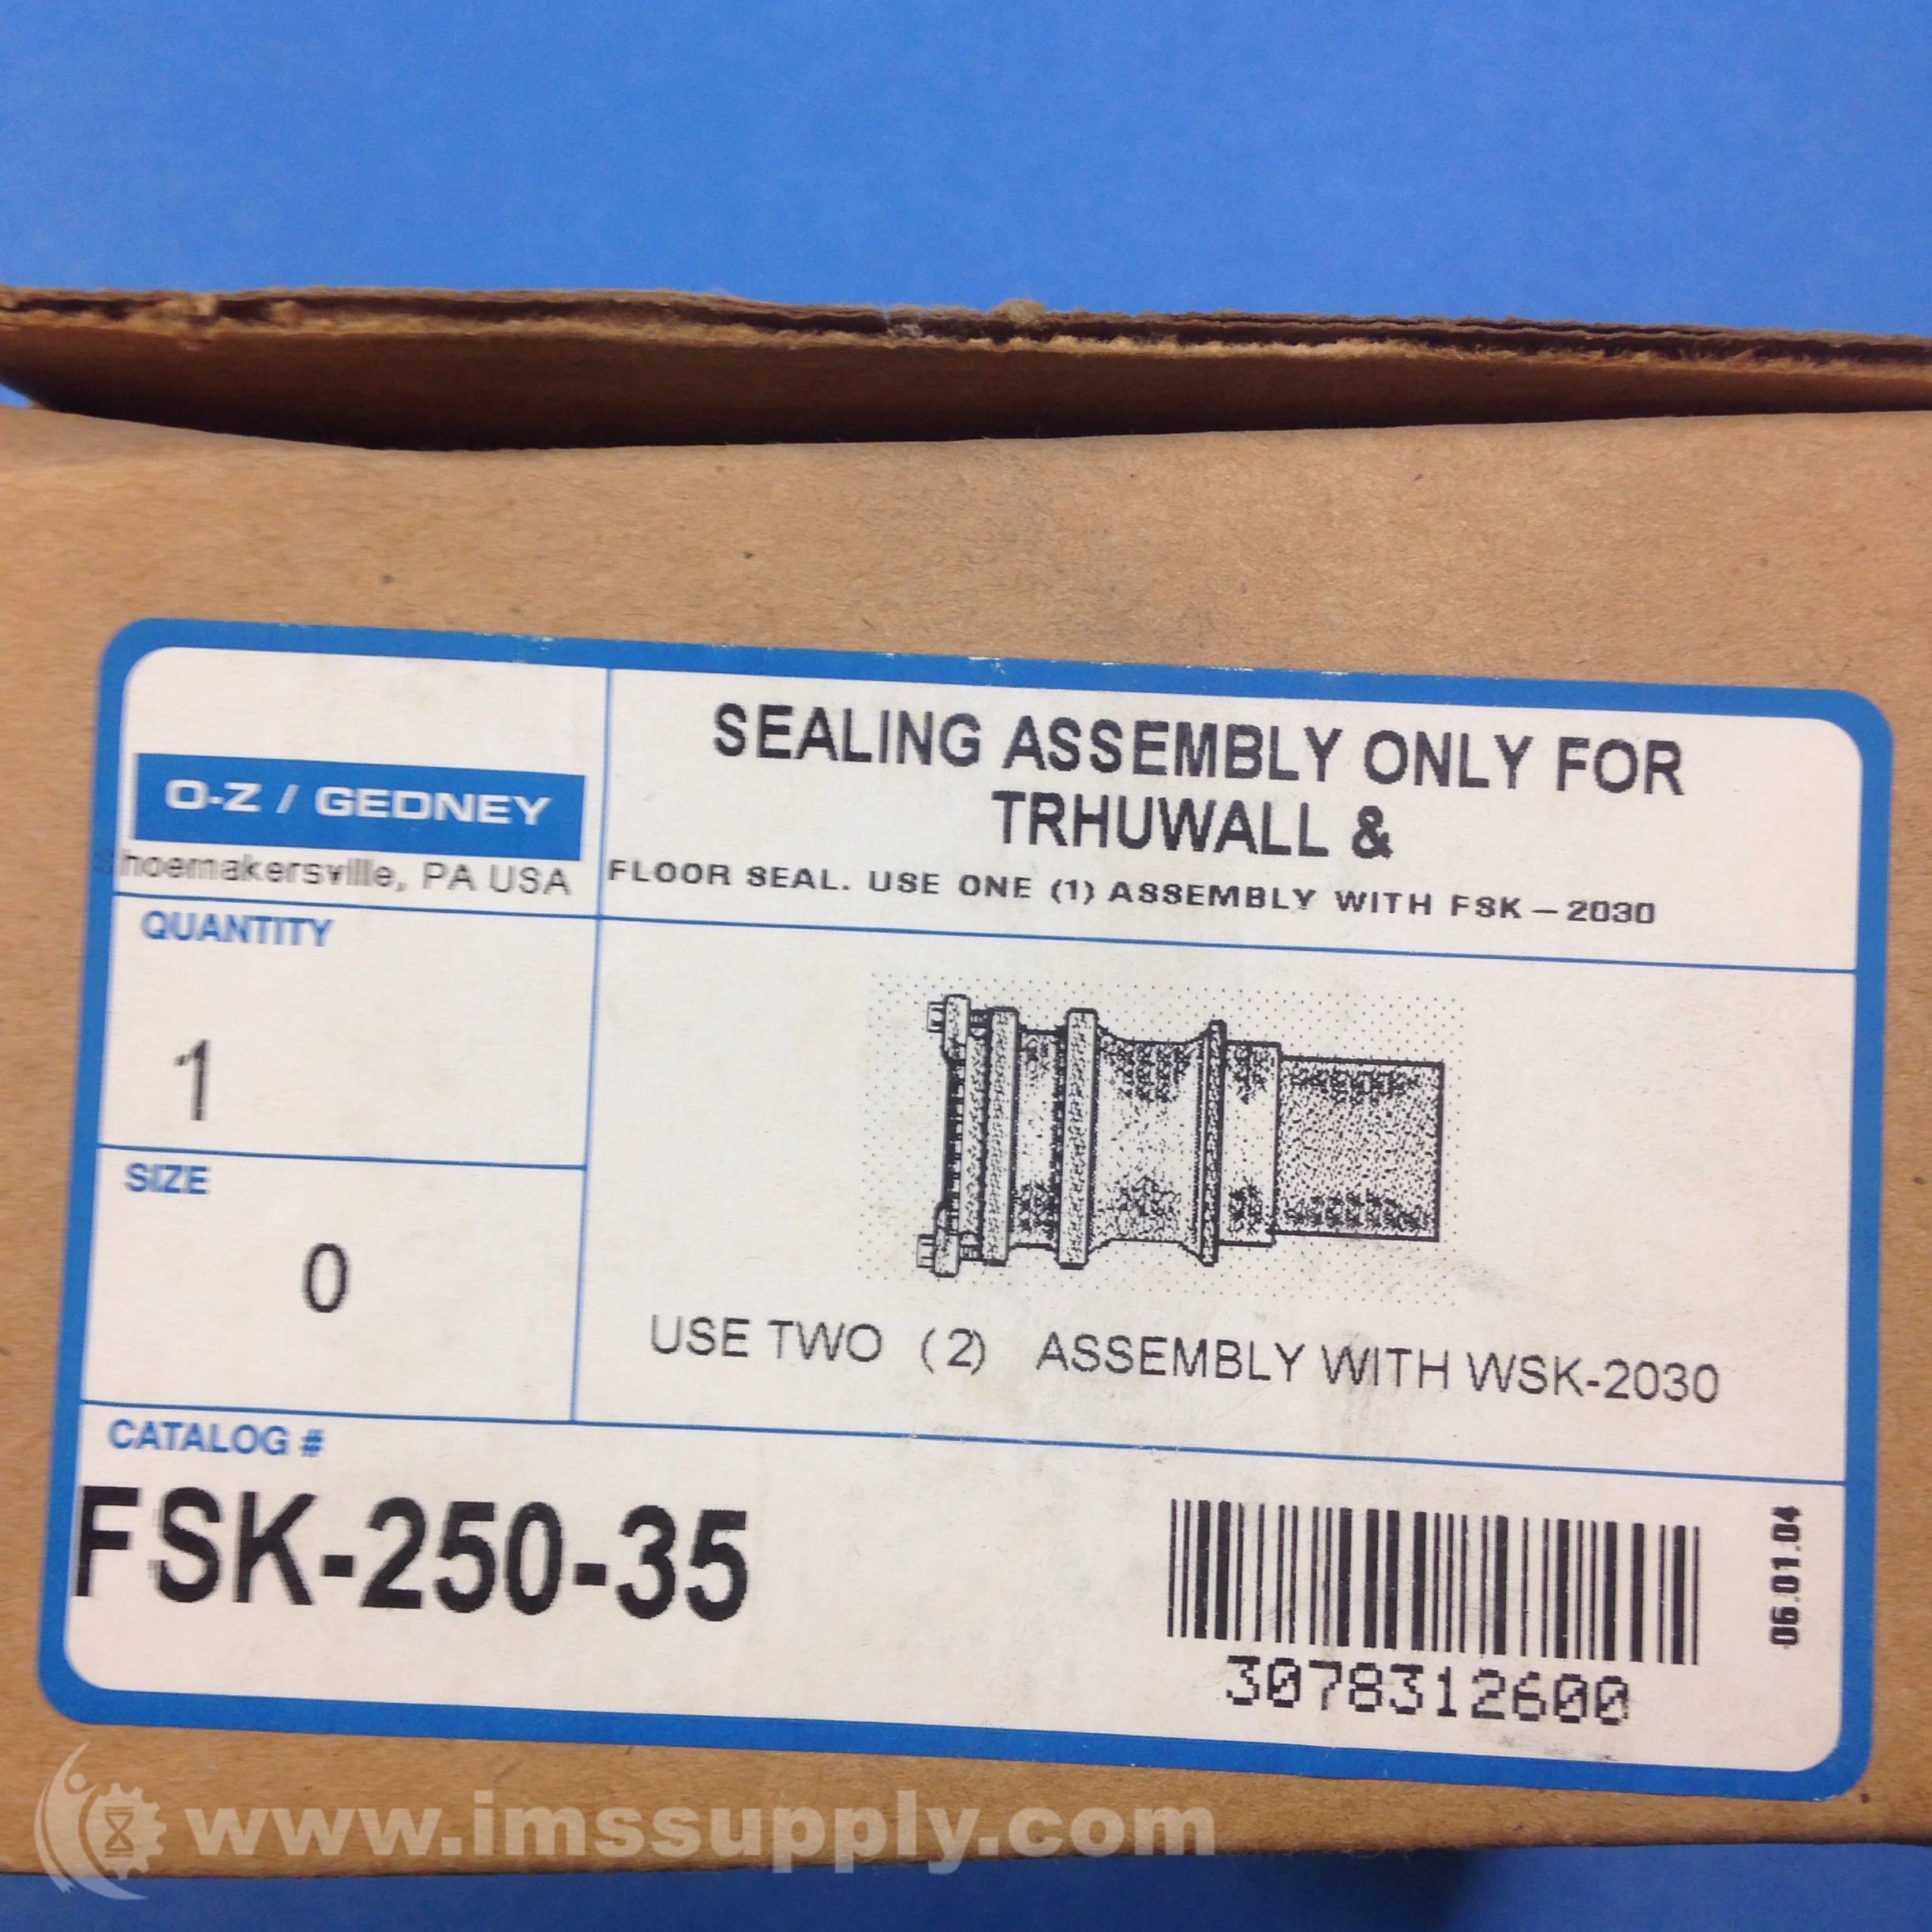 O-Z / GEDNEY
Shoemakersville, PA USA
SEALING ASSEMBLY ONLY FOR
TRHUWALL &
FLOOR SEAL. USE ONE (1) ASSEMBLY WITH FSK-2030
QUANTITY
1
SIZE
0
USE TWO (2) ASSEMBLY WITH WSK-2030
CATALOG #
FSK-250-35
3078312600
06.01.04
www.imssupply.com